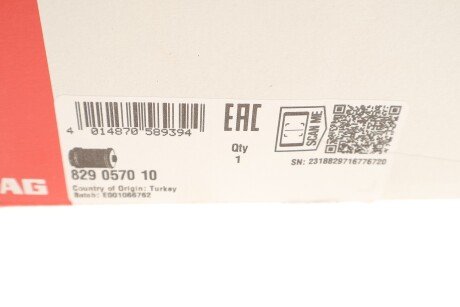 4 014870 589394
EAC
Qty
1
SCAN ME
SN: 2318829716776720
829 0570 10
AG
Country of Origin: Turkey
Batch: E001066762